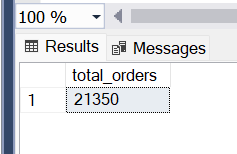 100 %
Results Messages
total_orders
1 21350